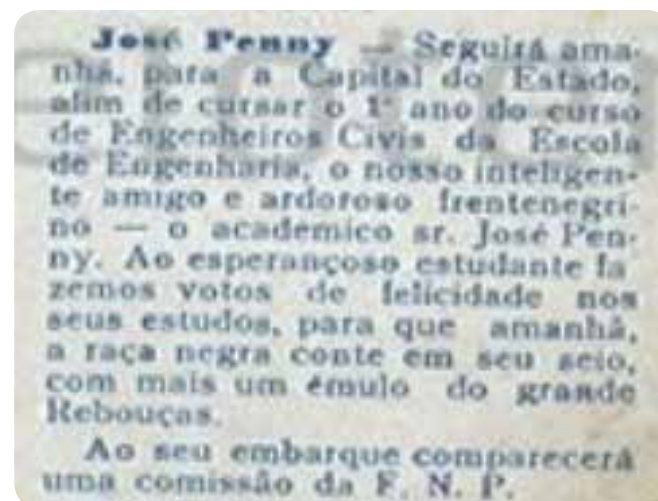 José Penny — Seguirá ama-
nhã, para a Capital do Estado,
afim de cursar o 1º ano do curso
de Engenheiros Civis da Escola
de Engenharia, o nosso inteligen-
te amigo e ardoroso frentenegri-
no — o academico sr. José Pen-
ny. Ao esperançoso estudante fa
zemos votos de felicidade nos
seus estudos, para que amanhã,
a raça negra conte em seu seio,
com mais um émulo do grande
Rebouças.
Ao seu embarque comparecerá
uma comissão da F. N. P.